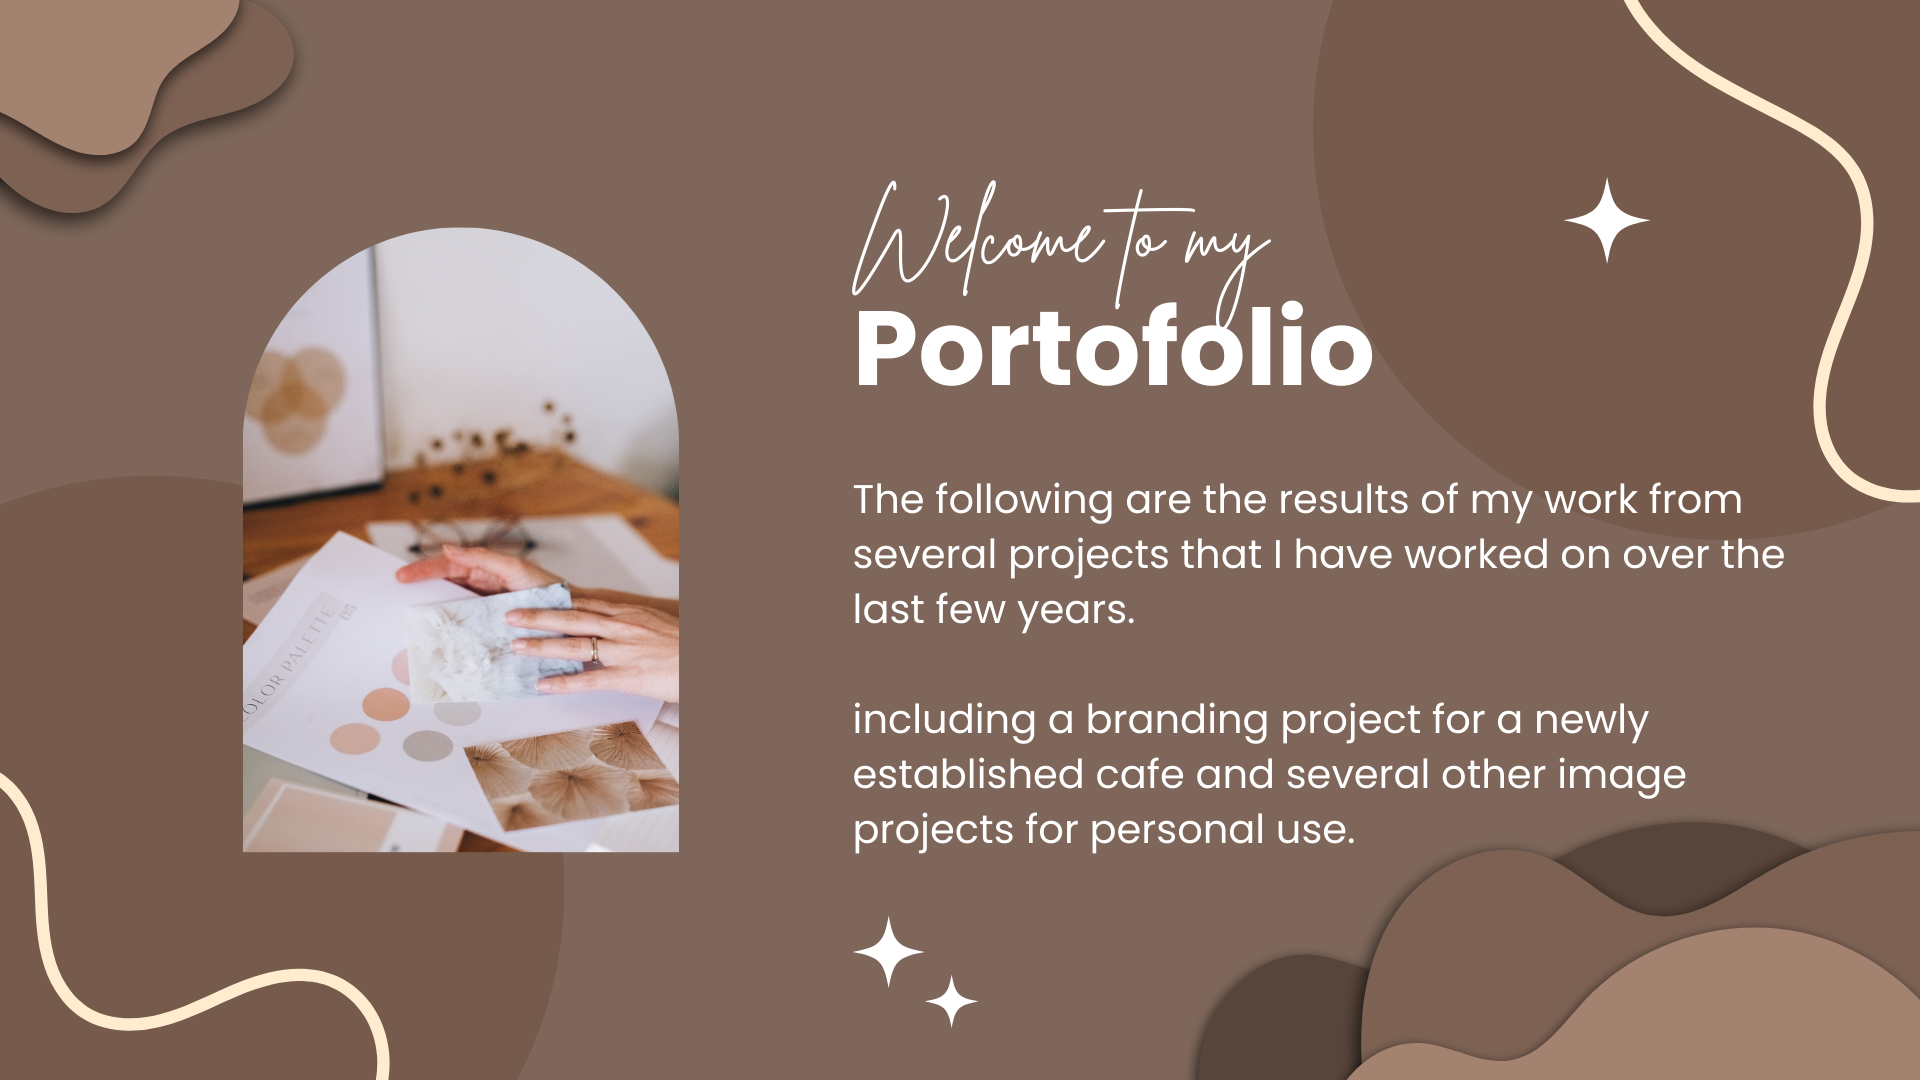 Welcome to my
Portofolio
The following are the results of my work from
several projects that I have worked on over the
last few years.
including a branding project for a newly
established cafe and several other image
projects for personal use.
OLOR PALETTE
03